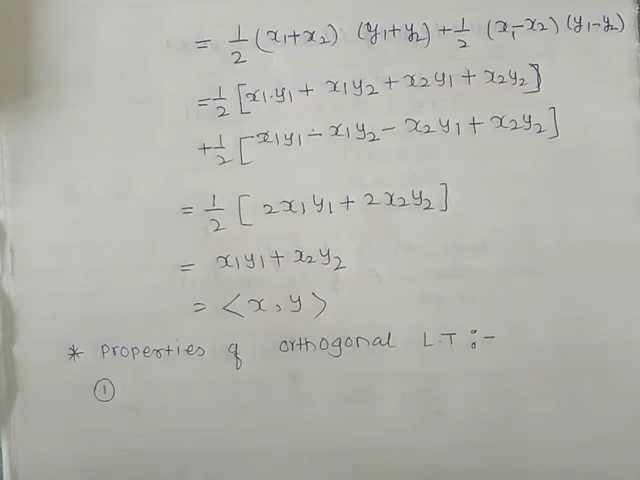 = 1/2 (x1+x2) (y1+y2) + 1/2 (x1-x2) (y1-y2)
= 1/2 [x1.y1 + x1y2 + x2y1 + x2y2]
+ 1/2 [x1y1 - x1y2 - x2y1 + x2y2]
= 1/2 [2x1y1 + 2x2y2]
= x1y1 + x2y2
= <x, y>
* properties of orthogonal L.T :-
①